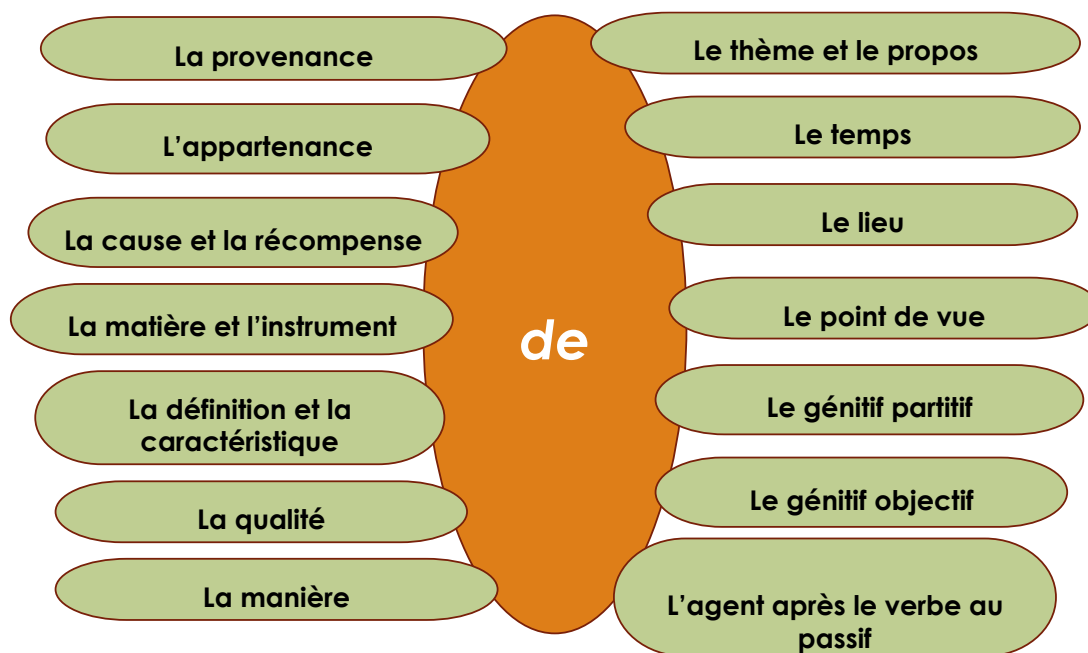 La provenance
L'appartenance
La cause et la récompense
La matière et l'instrument
La définition et la
caractéristique
La qualité
La manière
de
Le thème et le propos
Le temps
Le lieu
Le point de vue
Le génitif partitif
Le génitif objectif
L'agent après le verbe au
passif